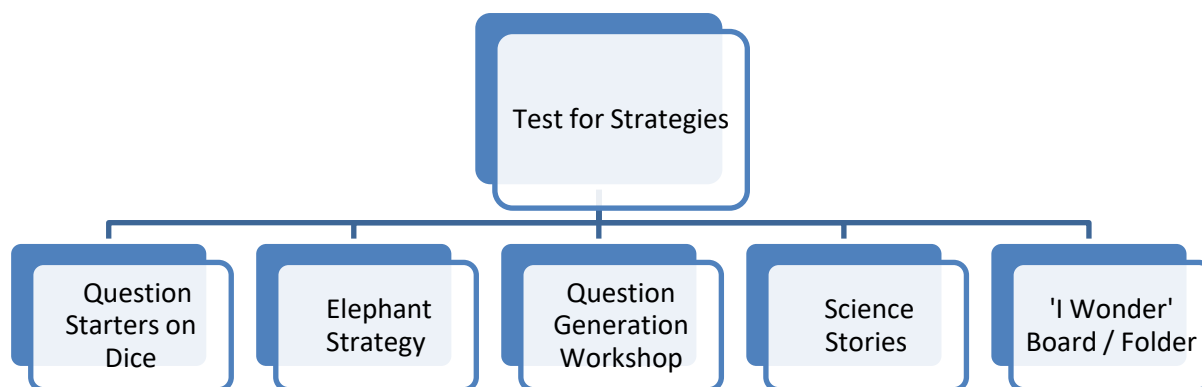 Test for Strategies
Question
Starters on
Dice
Elephant
Strategy
Question
Generation
Workshop
Science
Stories
'I Wonder'
Board / Folder